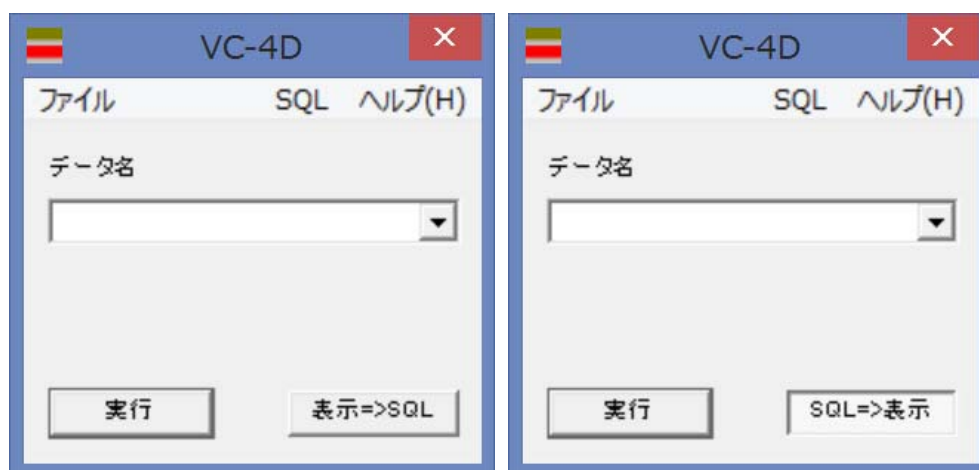 VC-4D
ファイル SQL ヘルプ(H)
データ名
実行 表示=>SQL
VC-4D
ファイル SQL ヘルプ(H)
データ名
実行 SQL=>表示